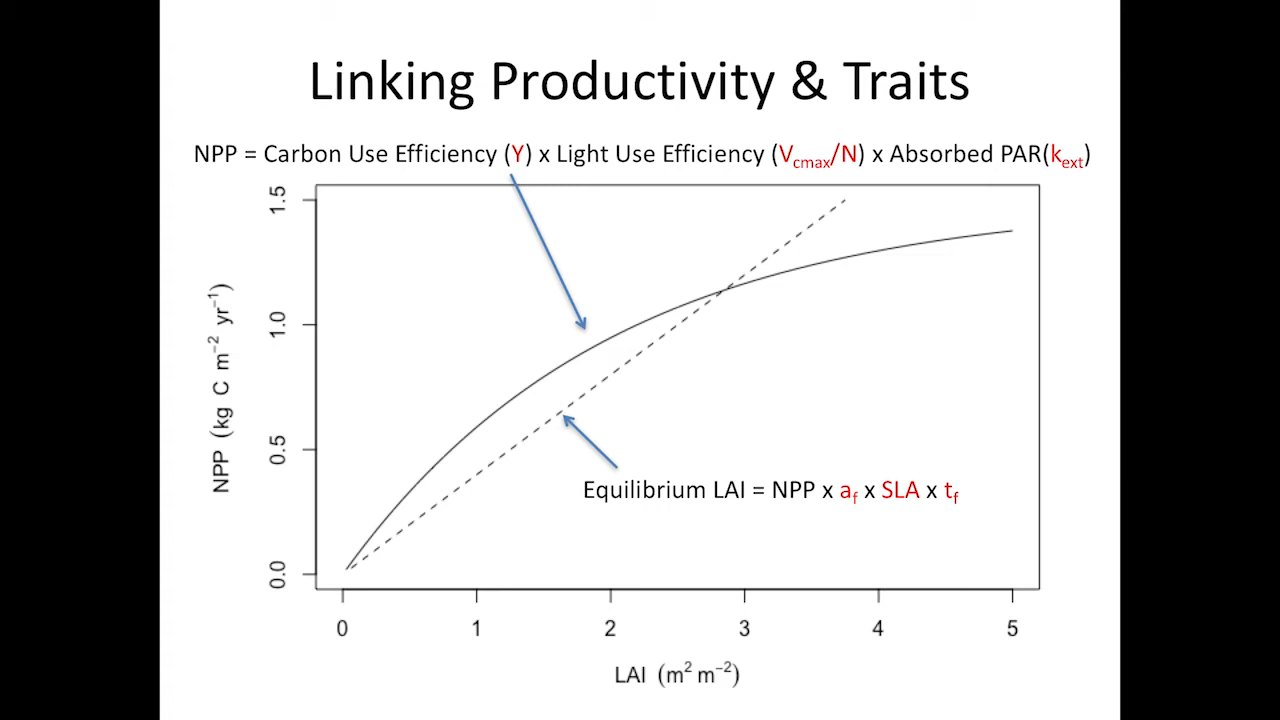 Linking Productivity & Traits
NPP = Carbon Use Efficiency (Y) x Light Use Efficiency (Vcmax/N) x Absorbed PAR(kext)
1.5
1.0
0.5
0.0
NPP (kg C m−2 yr−1)
Equilibrium LAI = NPP x af x SLA x tf
0 1 2 3 4 5
LAI (m2 m−2)